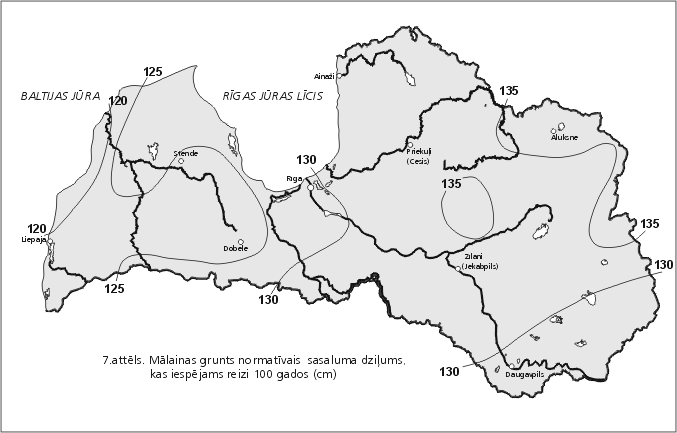 125
BALTIJAS JŪRA
120
RĪGAS JŪRAS LĪCIS
Ainaži
135
Alūksne
Stende
Priekuļi
(Cēsis)
130
Rīga
135
120
Liepāja
Dobele
135
Zīlāni
(Jēkabpils)
130
125
130
7.attēls. Mālainas grunts normatīvais sasaluma dziļums,
kas iespējams reizi 100 gados (cm)
130
Daugavpils